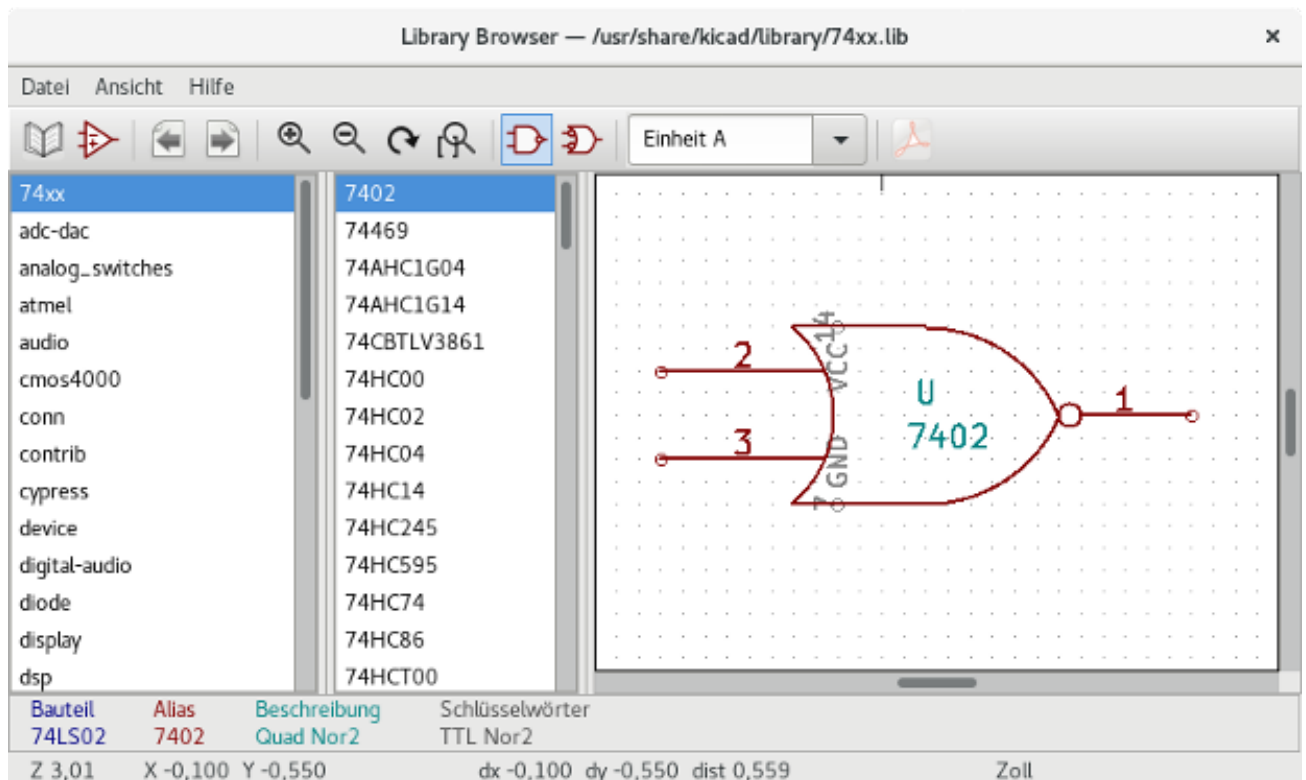 Library Browser — /usr/share/kicad/library/74xx.lib
Datei Ansicht Hilfe
Einheit A
74xx
adc-dac
analog_switches
atmel
audio
cmos4000
conn
contrib
cypress
device
digital-audio
diode
display
dsp
7402
74469
74AHC1G04
74AHC1G14
74CBTLV3861
74HC00
74HC02
74HC04
74HC14
74HC245
74HC595
74HC74
74HC86
74HCT00
14
VCC
2
U
7402
1
3
GND
7
Bauteil Alias Beschreibung Schlüsselwörter
74LS02 7402 Quad Nor2 TTL Nor2
Z 3,01 X -0,100 Y -0,550 dx -0,100 dy -0,550 dist 0,559 Zoll